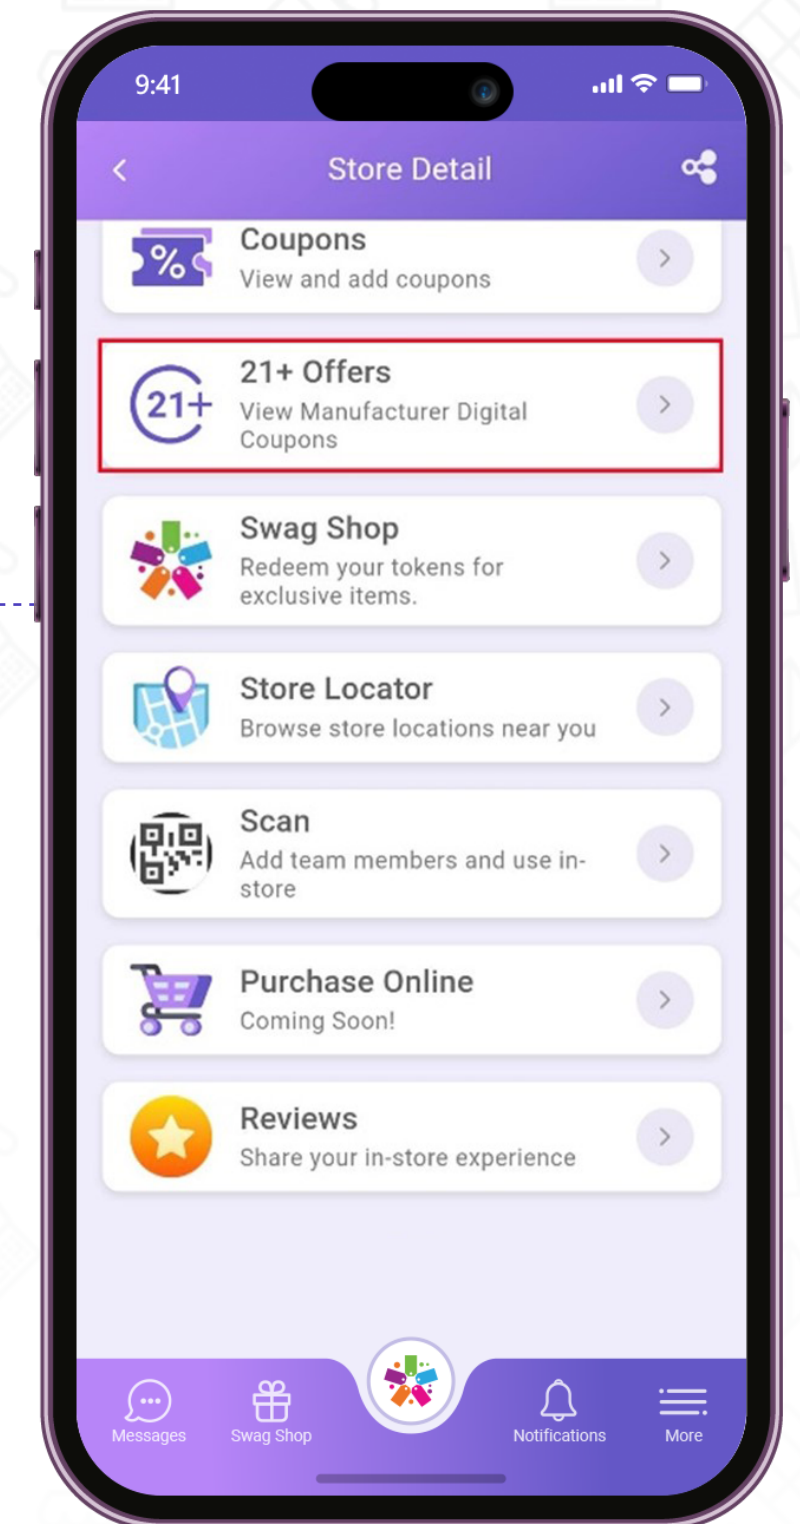 9:41
Store Detail
%
Coupons
View and add coupons
21+
21+ Offers
View Manufacturer Digital
Coupons
Swag Shop
Redeem your tokens for
exclusive items.
Store Locator
Browse store locations near you
Scan
Add team members and use in-
store
Purchase Online
Coming Soon!
Reviews
Share your in-store experience
Messages
Swag Shop
Notifications
More